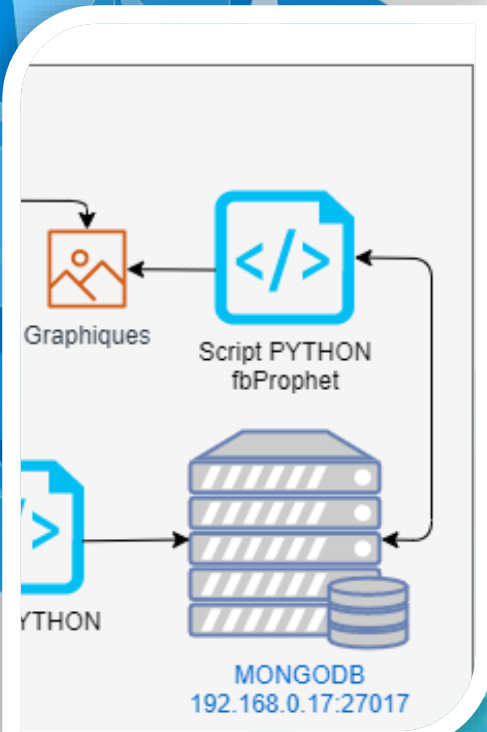 </>
Graphiques
Script PYTHON
fbProphet
YTHON
MONGODB
192.168.0.17:27017